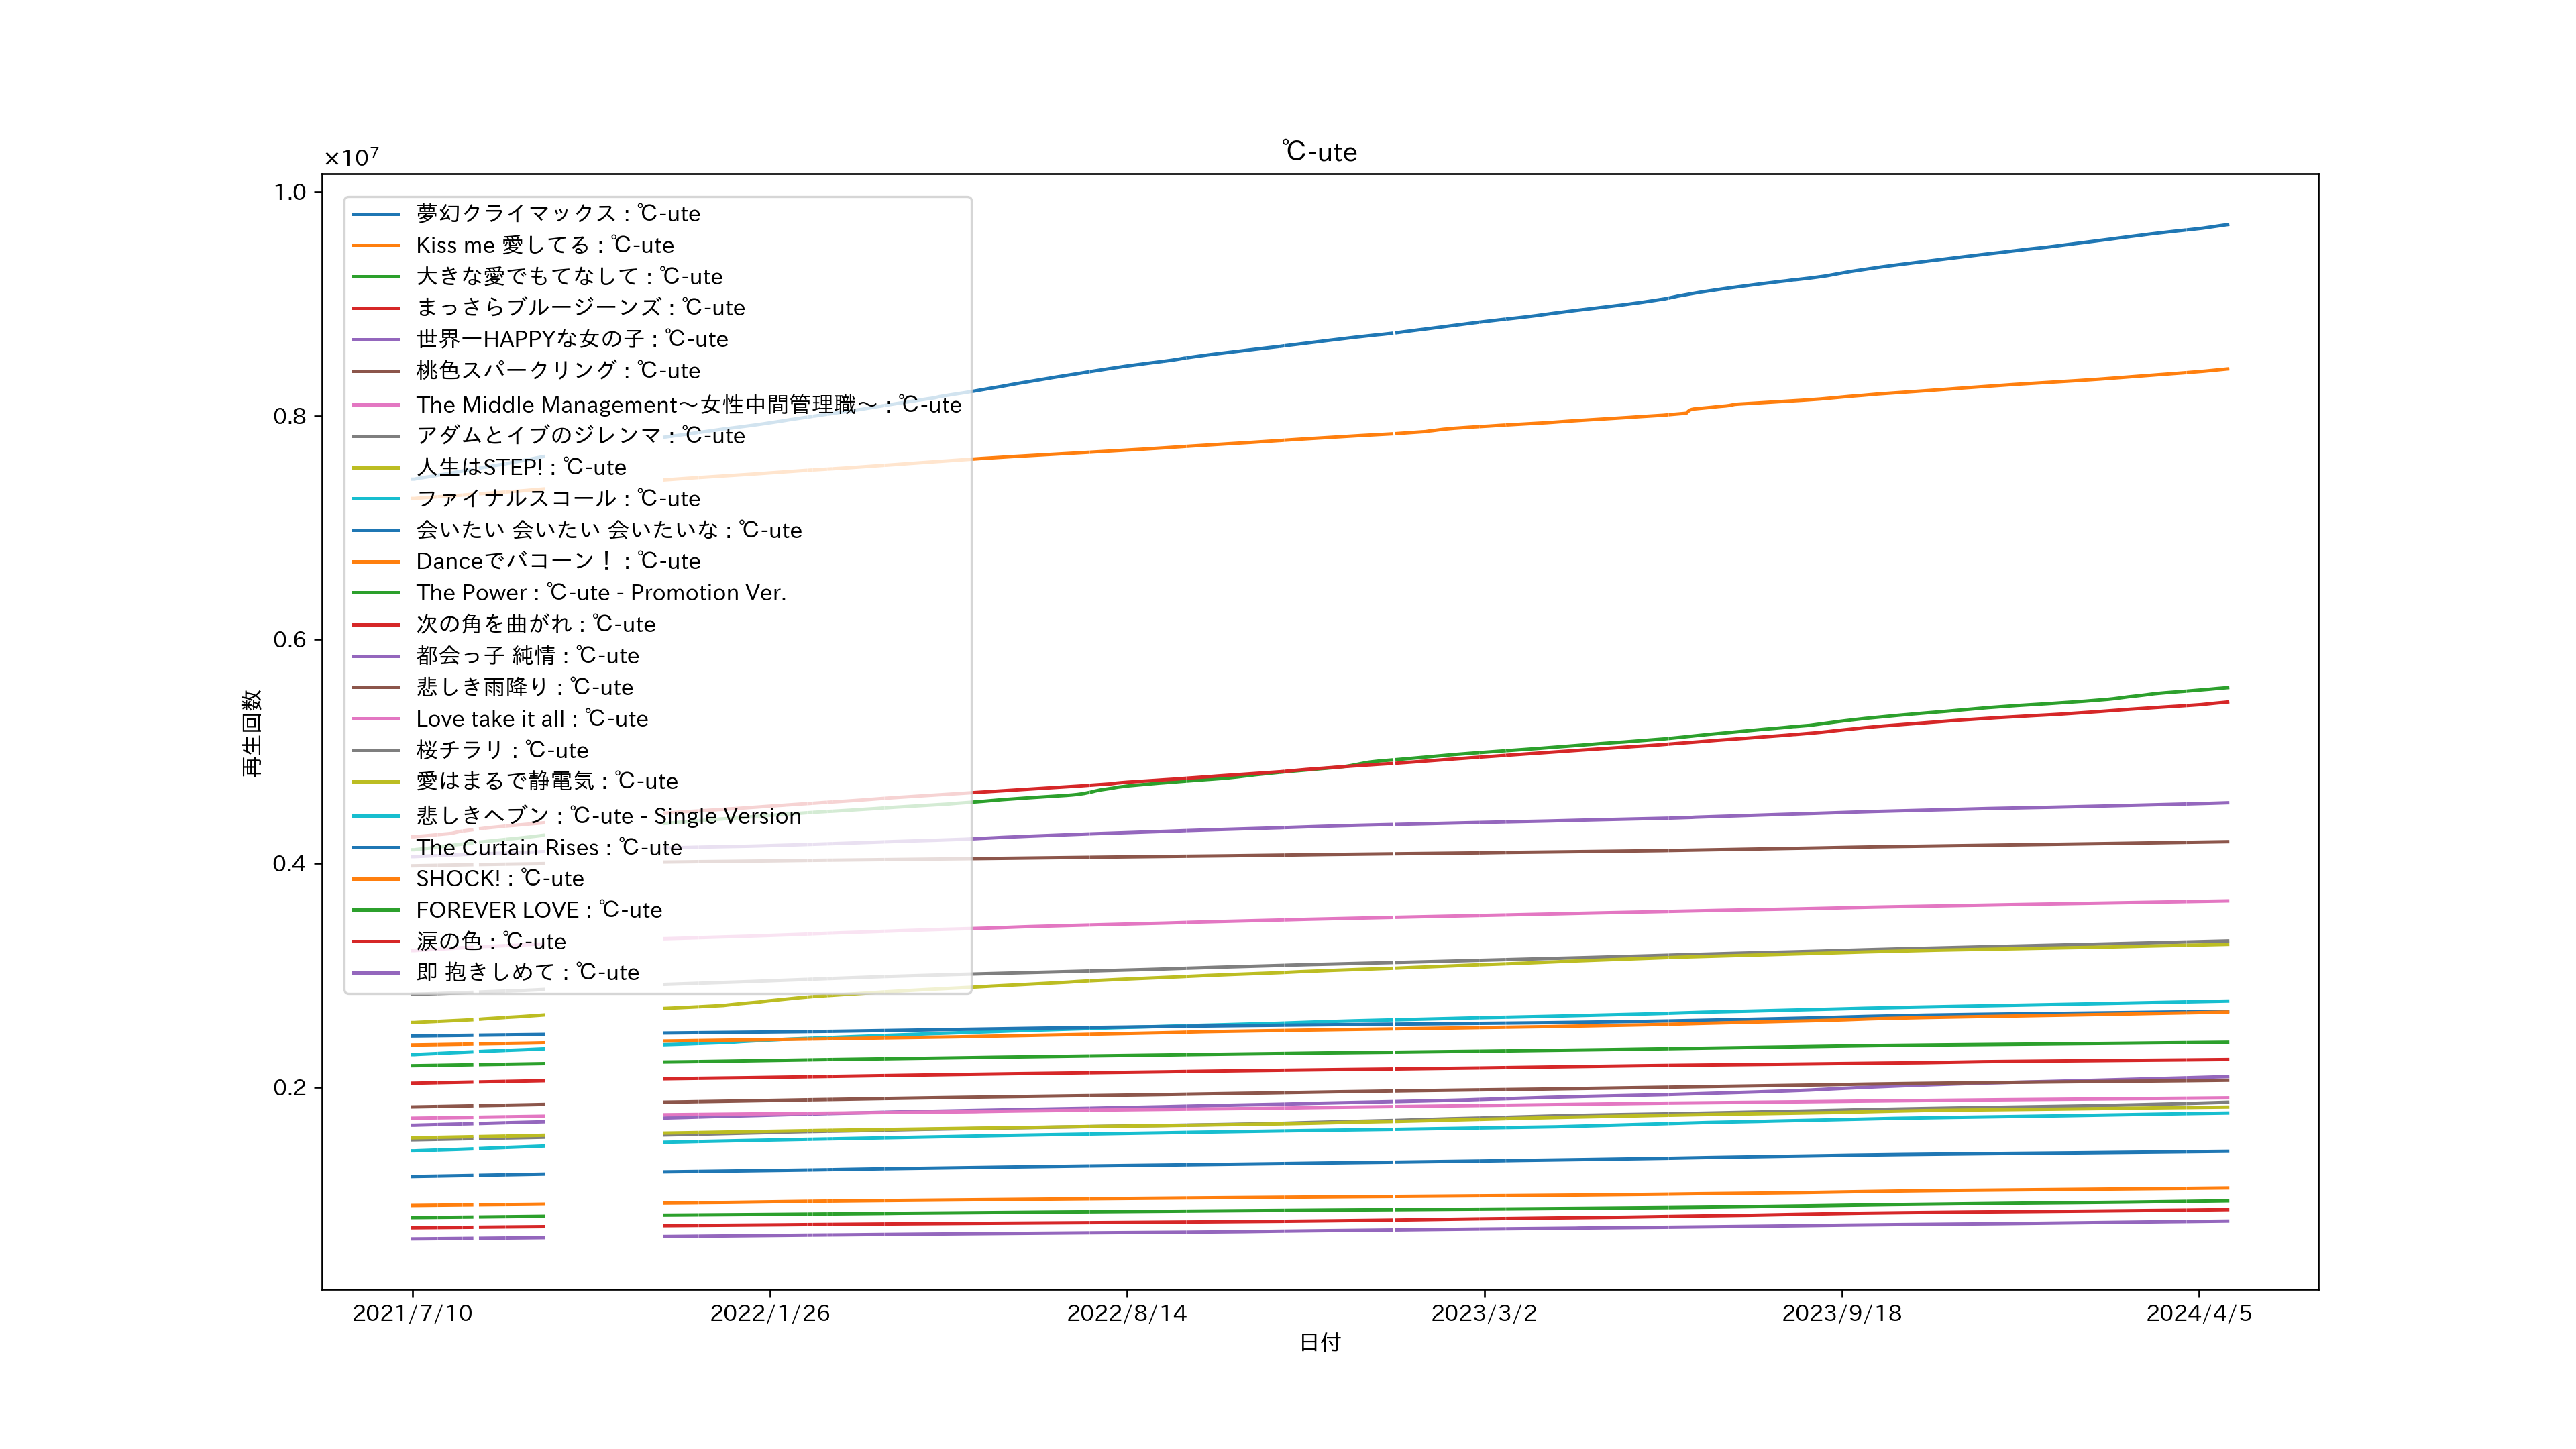 ℃-ute
×10⁷
1.0
0.8
0.6
0.4
0.2
再生回数
夢幻クライマックス : ℃-ute
Kiss me 愛してる : ℃-ute
大きな愛でもてなして : ℃-ute
まっさらブルージーンズ : ℃-ute
世界一HAPPYな女の子 : ℃-ute
桃色スパークリング : ℃-ute
The Middle Management〜女性中間管理職〜 : ℃-ute
アダムとイブのジレンマ : ℃-ute
人生はSTEP! : ℃-ute
ファイナルスコール : ℃-ute
会いたい 会いたい 会いたいな : ℃-ute
Danceでバコーン！ : ℃-ute
The Power : ℃-ute - Promotion Ver.
次の角を曲がれ : ℃-ute
都会っ子 純情 : ℃-ute
悲しき雨降り : ℃-ute
Love take it all : ℃-ute
桜チラリ : ℃-ute
愛はまるで静電気 : ℃-ute
悲しきヘブン : ℃-ute - Single Version
The Curtain Rises : ℃-ute
SHOCK! : ℃-ute
FOREVER LOVE : ℃-ute
涙の色 : ℃-ute
即 抱きしめて : ℃-ute
2021/7/10 2022/1/26 2022/8/14 2023/3/2 2023/9/18 2024/4/5
日付